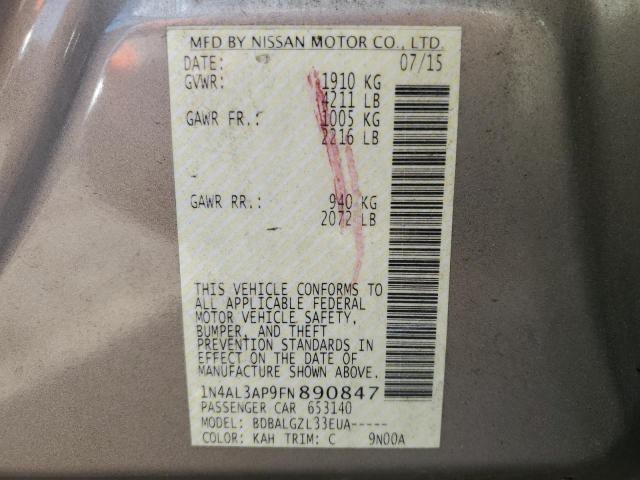 MFD BY NISSAN MOTOR CO., LTD.
DATE: 07/15
GVWR: 1910 KG
4211 LB
GAWR FR.: 1005 KG
2216 LB
GAWR RR.: 940 KG
2072 LB
THIS VEHICLE CONFORMS TO
ALL APPLICABLE FEDERAL
MOTOR VEHICLE SAFETY,
BUMPER, AND THEFT
PREVENTION STANDARDS IN
EFFECT ON THE DATE OF
MANUFACTURE SHOWN ABOVE.
1N4AL3AP9FN890847
PASSENGER CAR 653140
MODEL: BDBALGZL33EUA-----
COLOR: KAH TRIM: C 9N00A